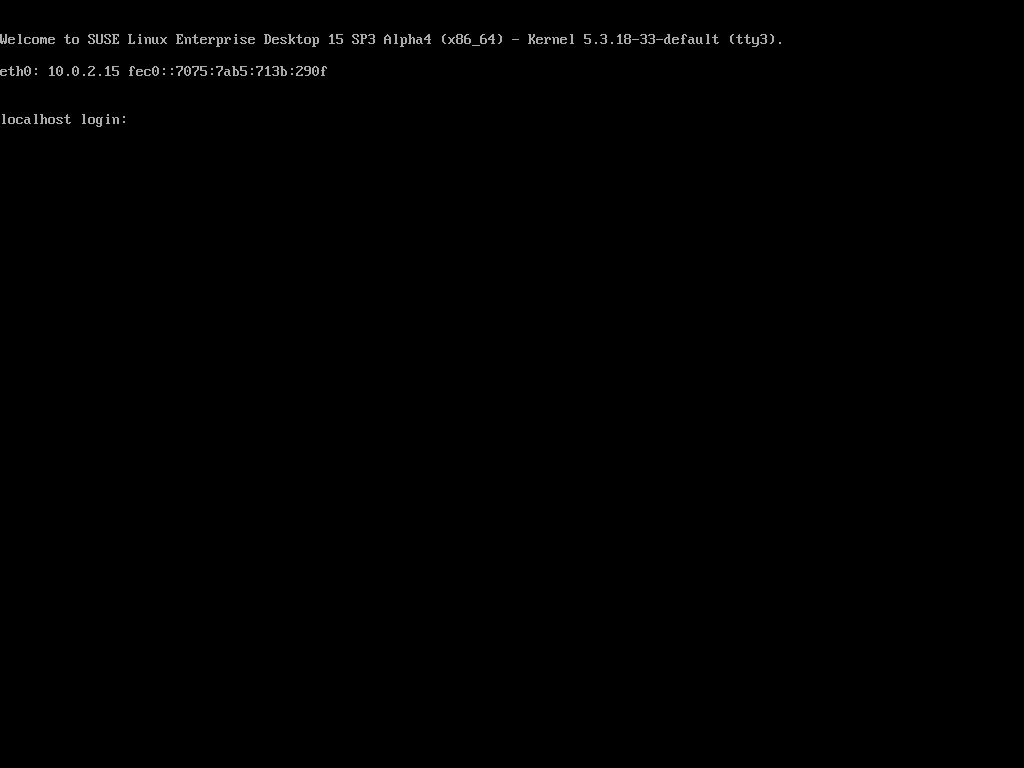 Welcome to SUSE Linux Enterprise Desktop 15 SP3 Alpha4 (x86_64) - Kernel 5.3.18-33-default (tty3).
eth0: 10.0.2.15 fec0::7075:7ab5:713b:290f
localhost login: